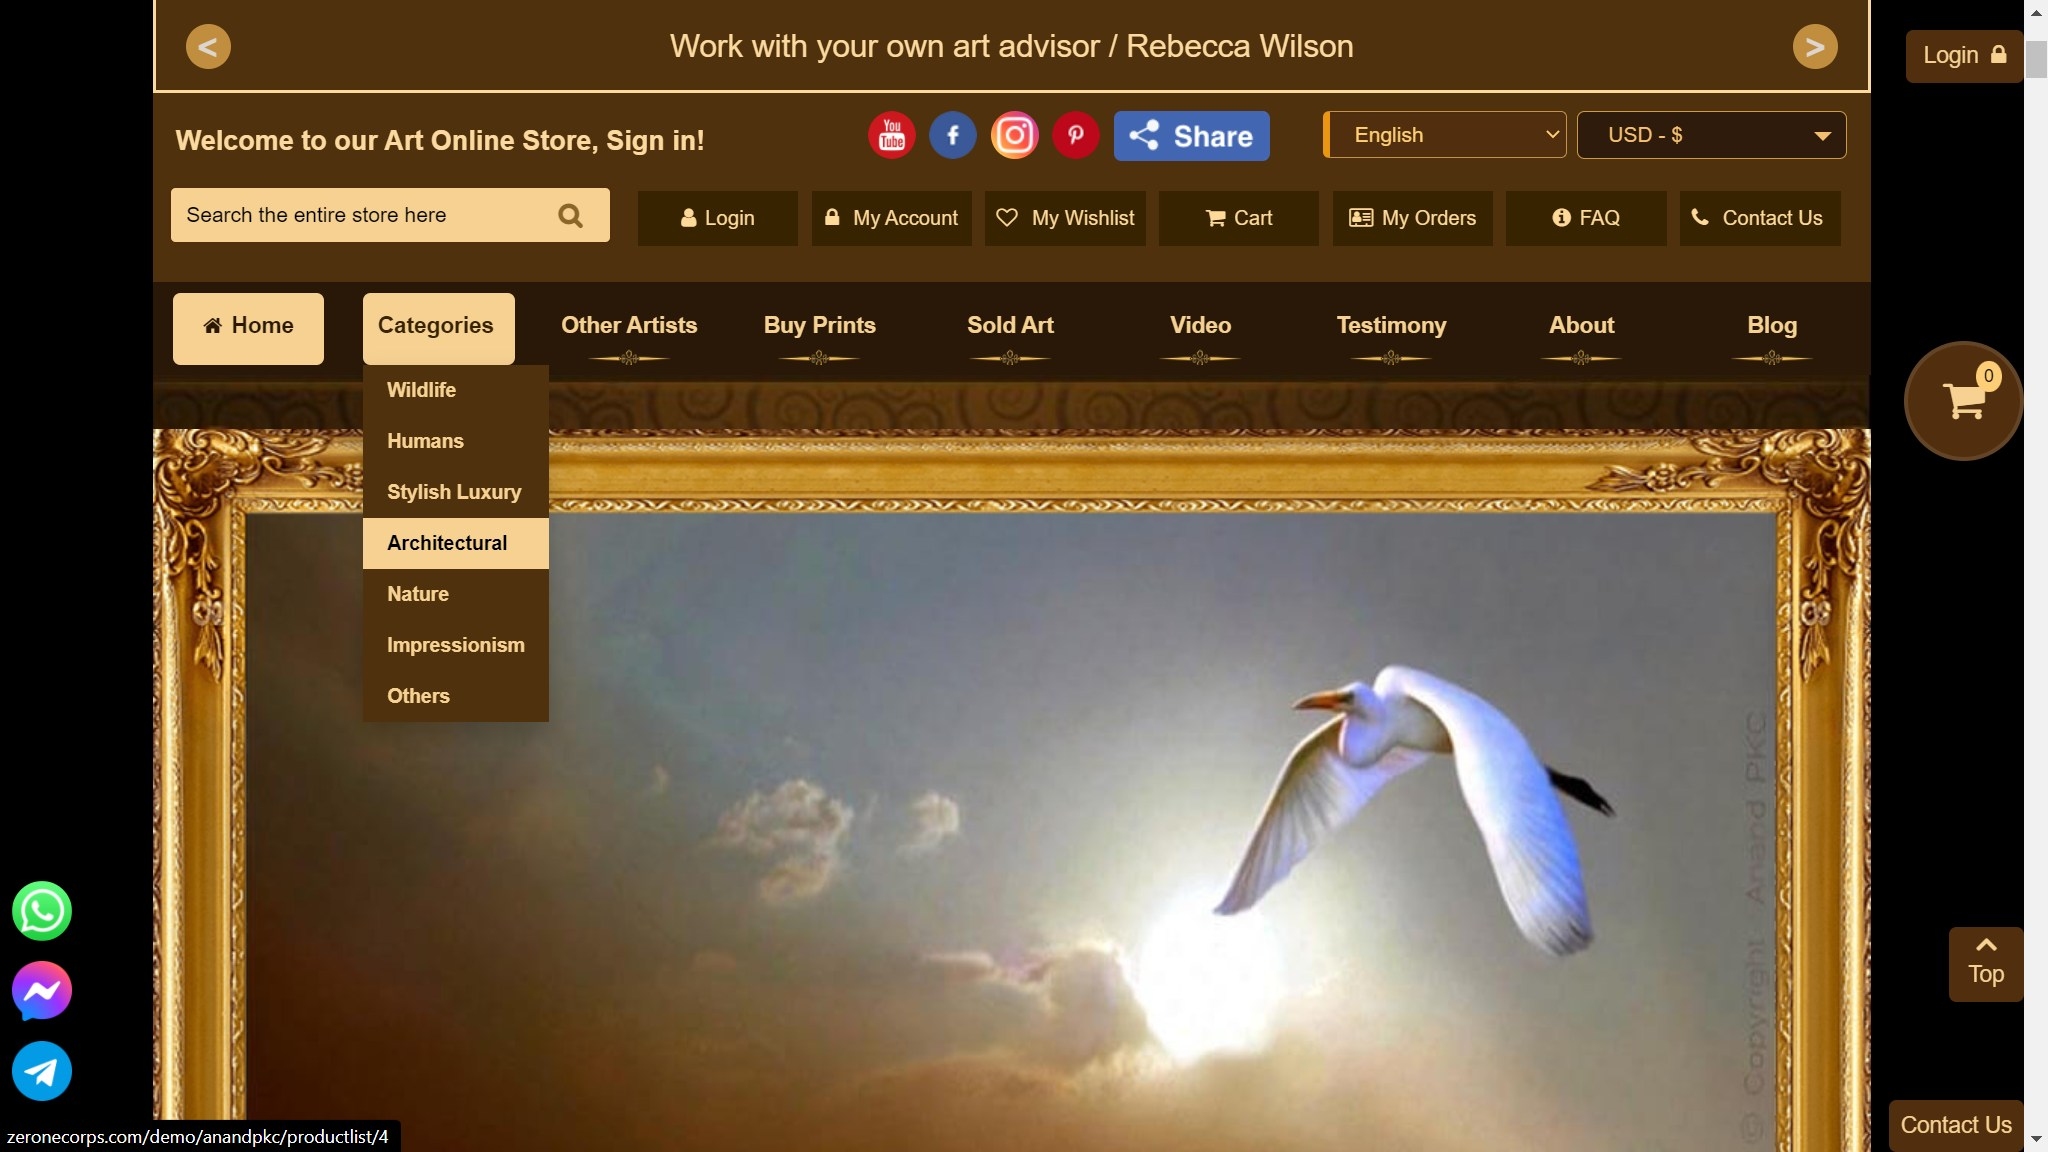 <
Work with your own art advisor / Rebecca Wilson
>
Login
Welcome to our Art Online Store, Sign in!
You
Tube
f
Share
English
USD - $
Search the entire store here
Login
My Account
My Wishlist
Cart
My Orders
FAQ
Contact Us
Home
Categories
Other Artists
Buy Prints
Sold Art
Video
Testimony
About
Blog
0
Wildlife
Humans
Stylish Luxury
Architectural
Nature
Impressionism
Others
© Copyright Anand PKC
Top
Contact Us
zeronecorps.com/demo/anandpkc/productlist/4